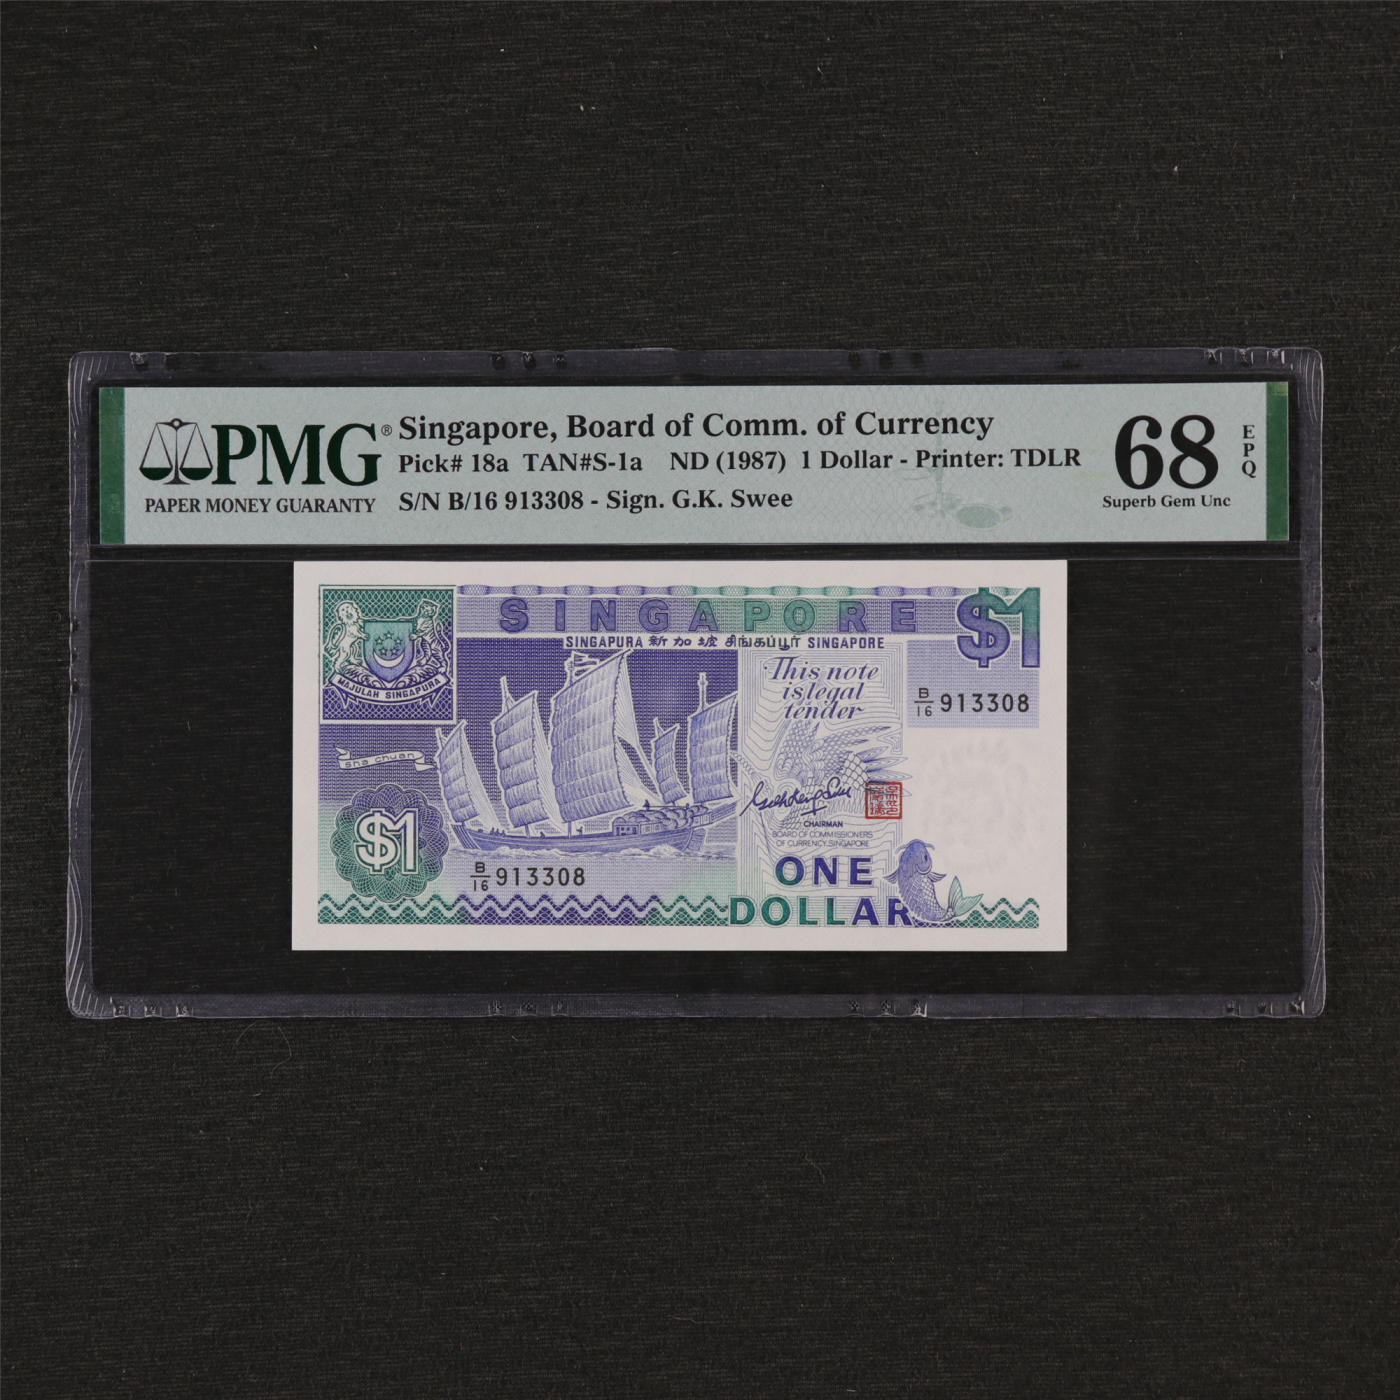 PMG®
PAPER MONEY GUARANTY
Singapore, Board of Comm. of Currency
Pick# 18a TAN#S-1a ND (1987) 1 Dollar - Printer: TDLR
S/N B/16 913308 - Sign. G.K. Swee
68
EPQ
Superb Gem Unc
SINGAPORE
$1
SINGAPURA 新加坡 சிங்கப்பூர் SINGAPORE
MAJULAH SINGAPURA
This note
is legal
tender
B/16 913308
sha chuan
CHAIRMAN
BOARD OF COMMISSIONERS
OF CURRENCY, SINGAPORE
$1
B/16 913308
ONE
DOLLAR